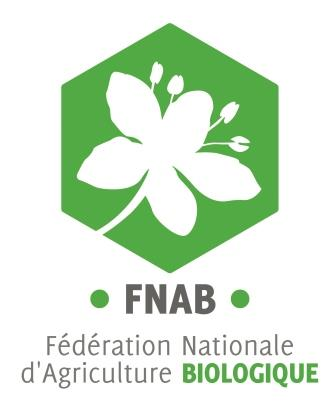 • FNAB •
Fédération Nationale
d'Agriculture BIOLOGIQUE